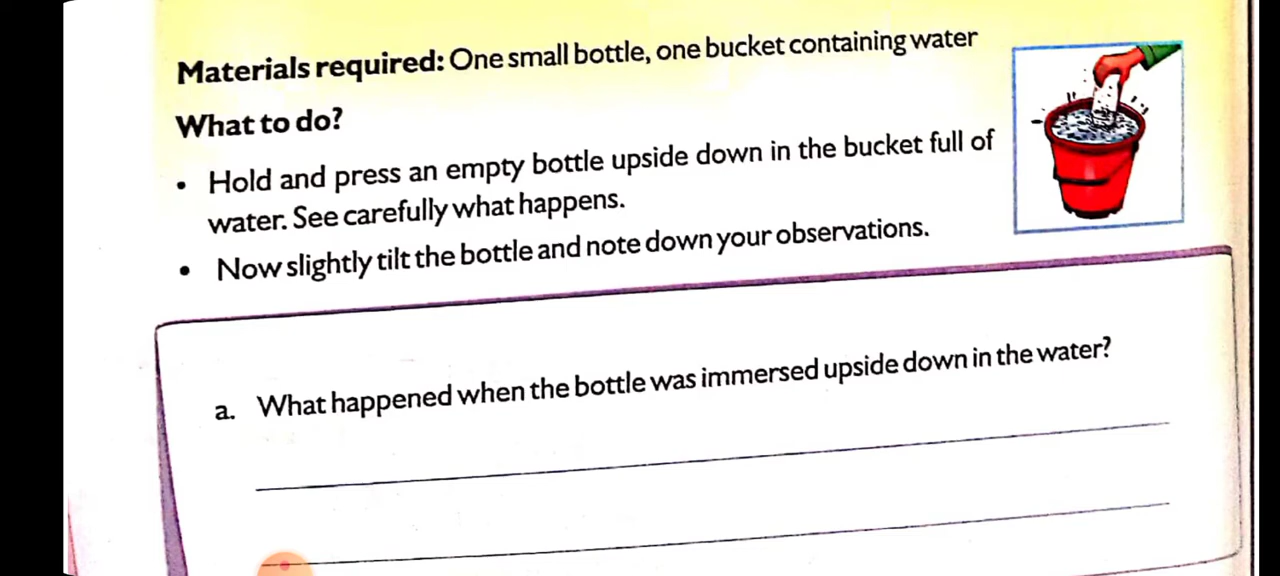 Materials required: One small bottle, one bucket containing water
What to do?
• Hold and press an empty bottle upside down in the bucket full of
water. See carefully what happens.
• Now slightly tilt the bottle and note down your observations.
a. What happened when the bottle was immersed upside down in the water?